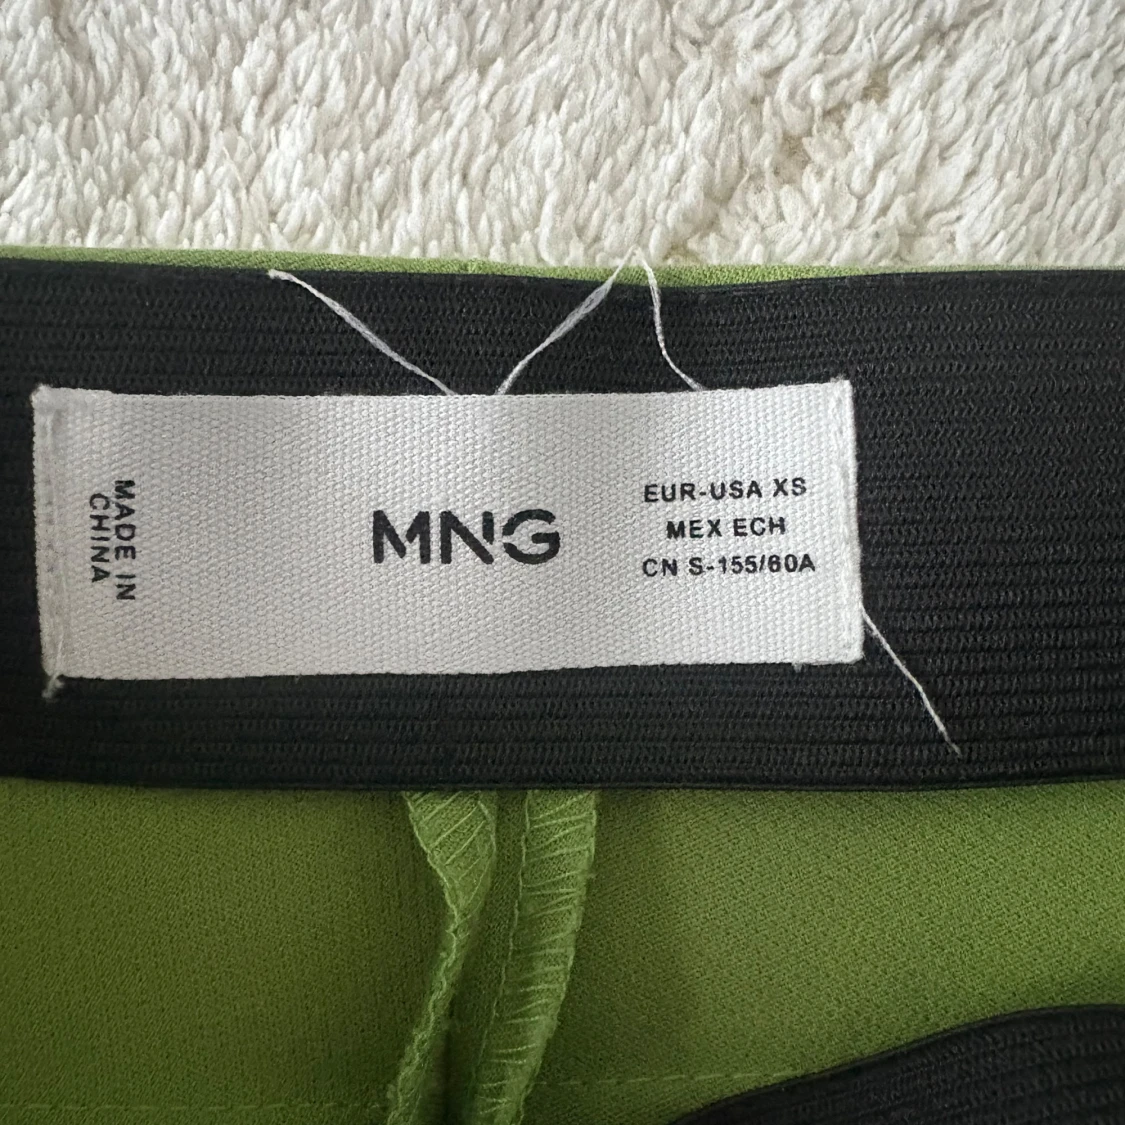 MADE IN
CHINA
MNG
EUR-USA XS
MEX ECH
CN S-155/60A